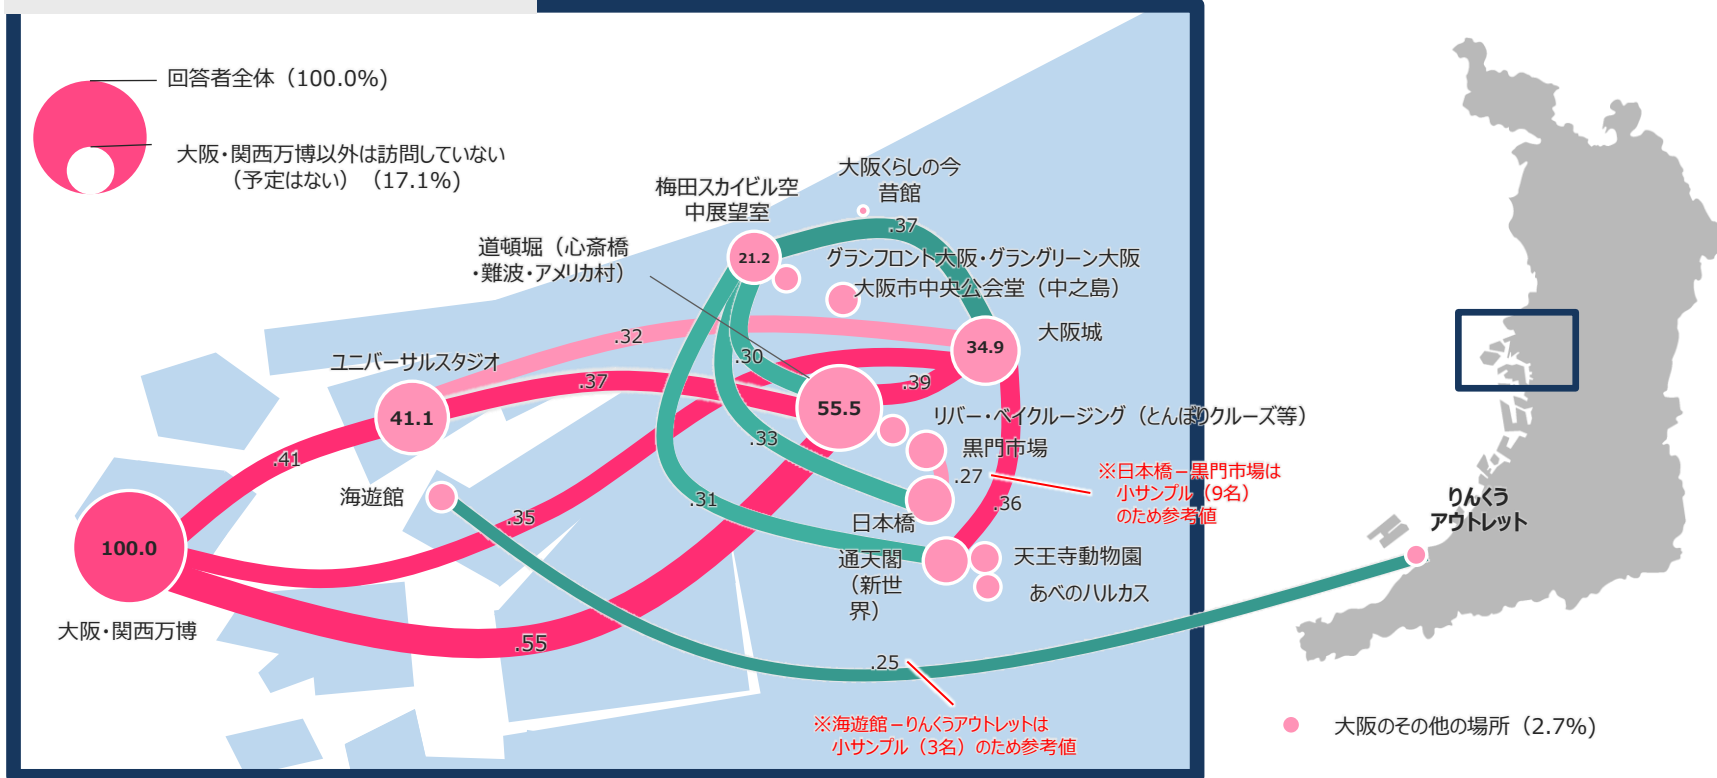 回答者全体（100.0%）
大阪・関西万博以外は訪問していない
（予定はない）（17.1%）
大阪くらしの今
昔館
梅田スカイビル空
中展望室
.37
道頓堀（心斎橋
・難波・アメリカ村）
21.2
グランフロント大阪・グラングリーン大阪
大阪市中央公会堂（中之島）
大阪城
.32
34.9
.30
ユニバーサルスタジオ
.37
.39
41.1
55.5
リバー・ベイクルージング（とんぼりクルーズ等）
.33
黒門市場
.41
.27
※日本橋－黒門市場は
小サンプル（9名）
のため参考値
海遊館
.31
.36
.35
日本橋
りんくう
アウトレット
100.0
通天閣
（新世
界）
天王寺動物園
あべのハルカス
大阪・関西万博
.55
.25
※海遊館－りんくうアウトレットは
小サンプル（3名）のため参考値
大阪のその他の場所（2.7%）